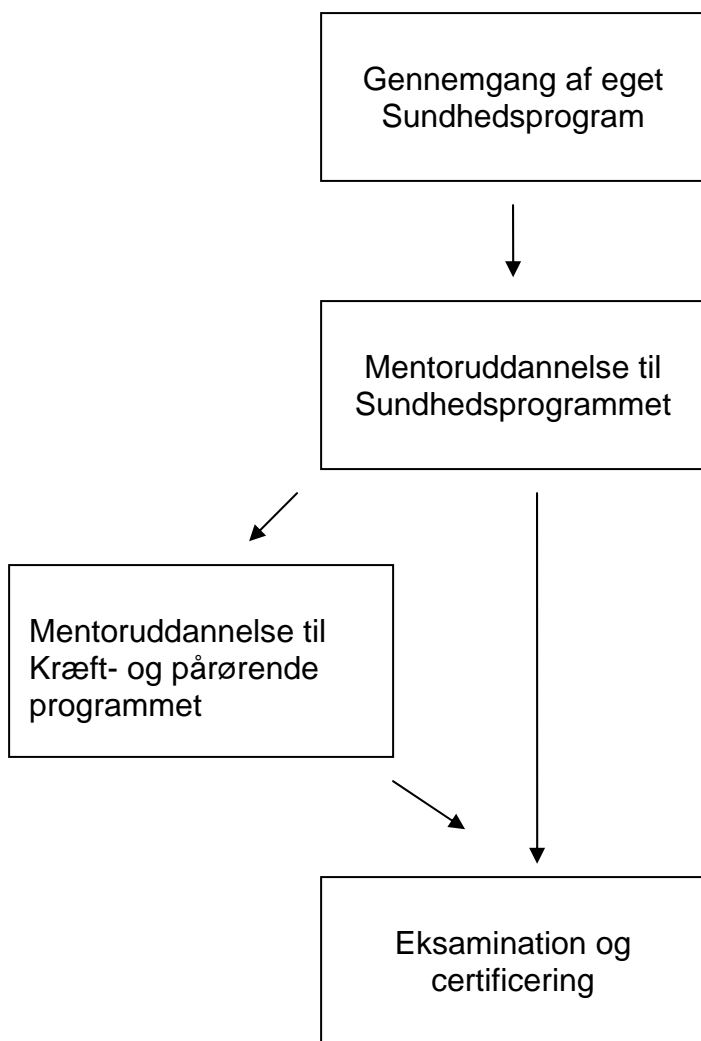 Gennemgang af eget
Sundhedsprogram
Mentoruddannelse til
Sundhedsprogrammet
Mentoruddannelse til
Kræft- og pårørende
programmet
Eksamination og
certificering